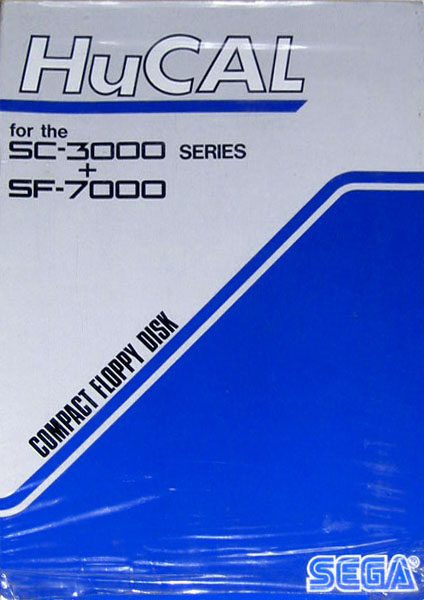 HuCAL
for the
SC-3000 SERIES
+
SF-7000
COMPACT FLOPPY DISK
SEGA®